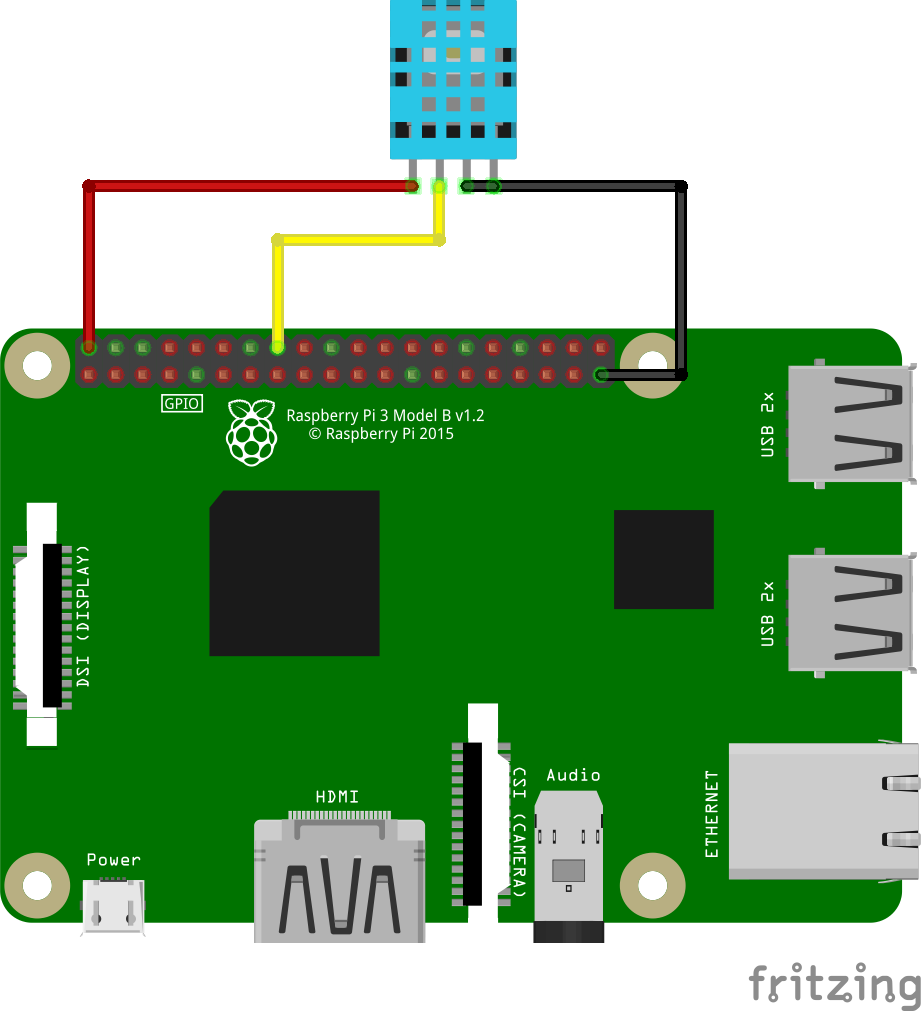 GPIO
Raspberry Pi 3 Model B v1.2
© Raspberry Pi 2015
USB 2x
DSI (DISPLAY)
USB 2x
HDMI
Audio
CSI (CAMERA)
ETHERNET
Power
fritzing